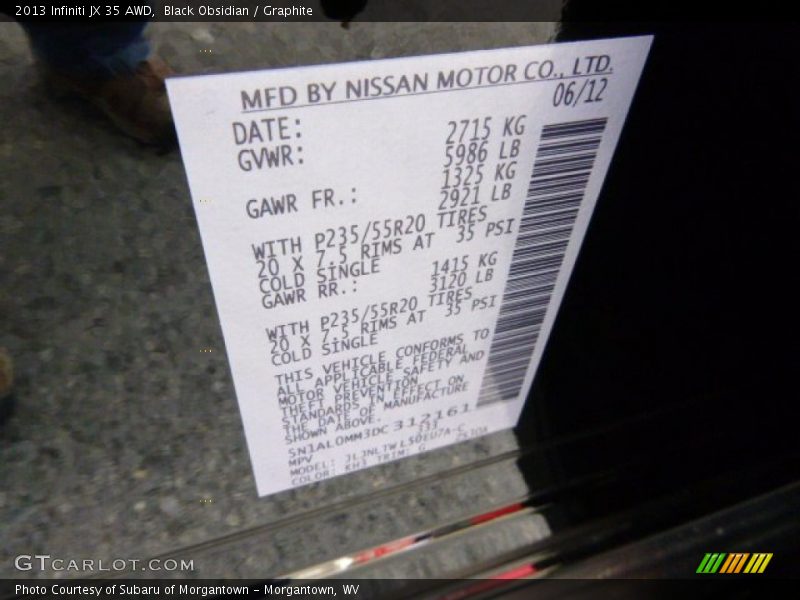 2013 Infiniti JX 35 AWD, Black Obsidian / Graphite
MFD BY NISSAN MOTOR CO., LTD.
DATE: 06/12
GVWR: 2715 KG
5986 LB
GAWR FR.: 1325 KG
2921 LB
WITH P235/55R20 TIRES
20 X 7.5 RIMS AT 35 PSI
COLD SINGLE
GAWR RR.: 1415 KG
3120 LB
WITH P235/55R20 TIRES
20 X 7.5 RIMS AT 35 PSI
COLD SINGLE
THIS VEHICLE CONFORMS TO
ALL APPLICABLE FEDERAL
MOTOR VEHICLE SAFETY AND
THEFT PREVENTION
STANDARDS IN EFFECT ON
THE DATE OF MANUFACTURE
SHOWN ABOVE.
5N1AL0MM3DC312161
MPV
MODEL:
COLOR: KH3 TRIM: G
GTCARLOT.COM
Photo Courtesy of Subaru of Morgantown - Morgantown, WV